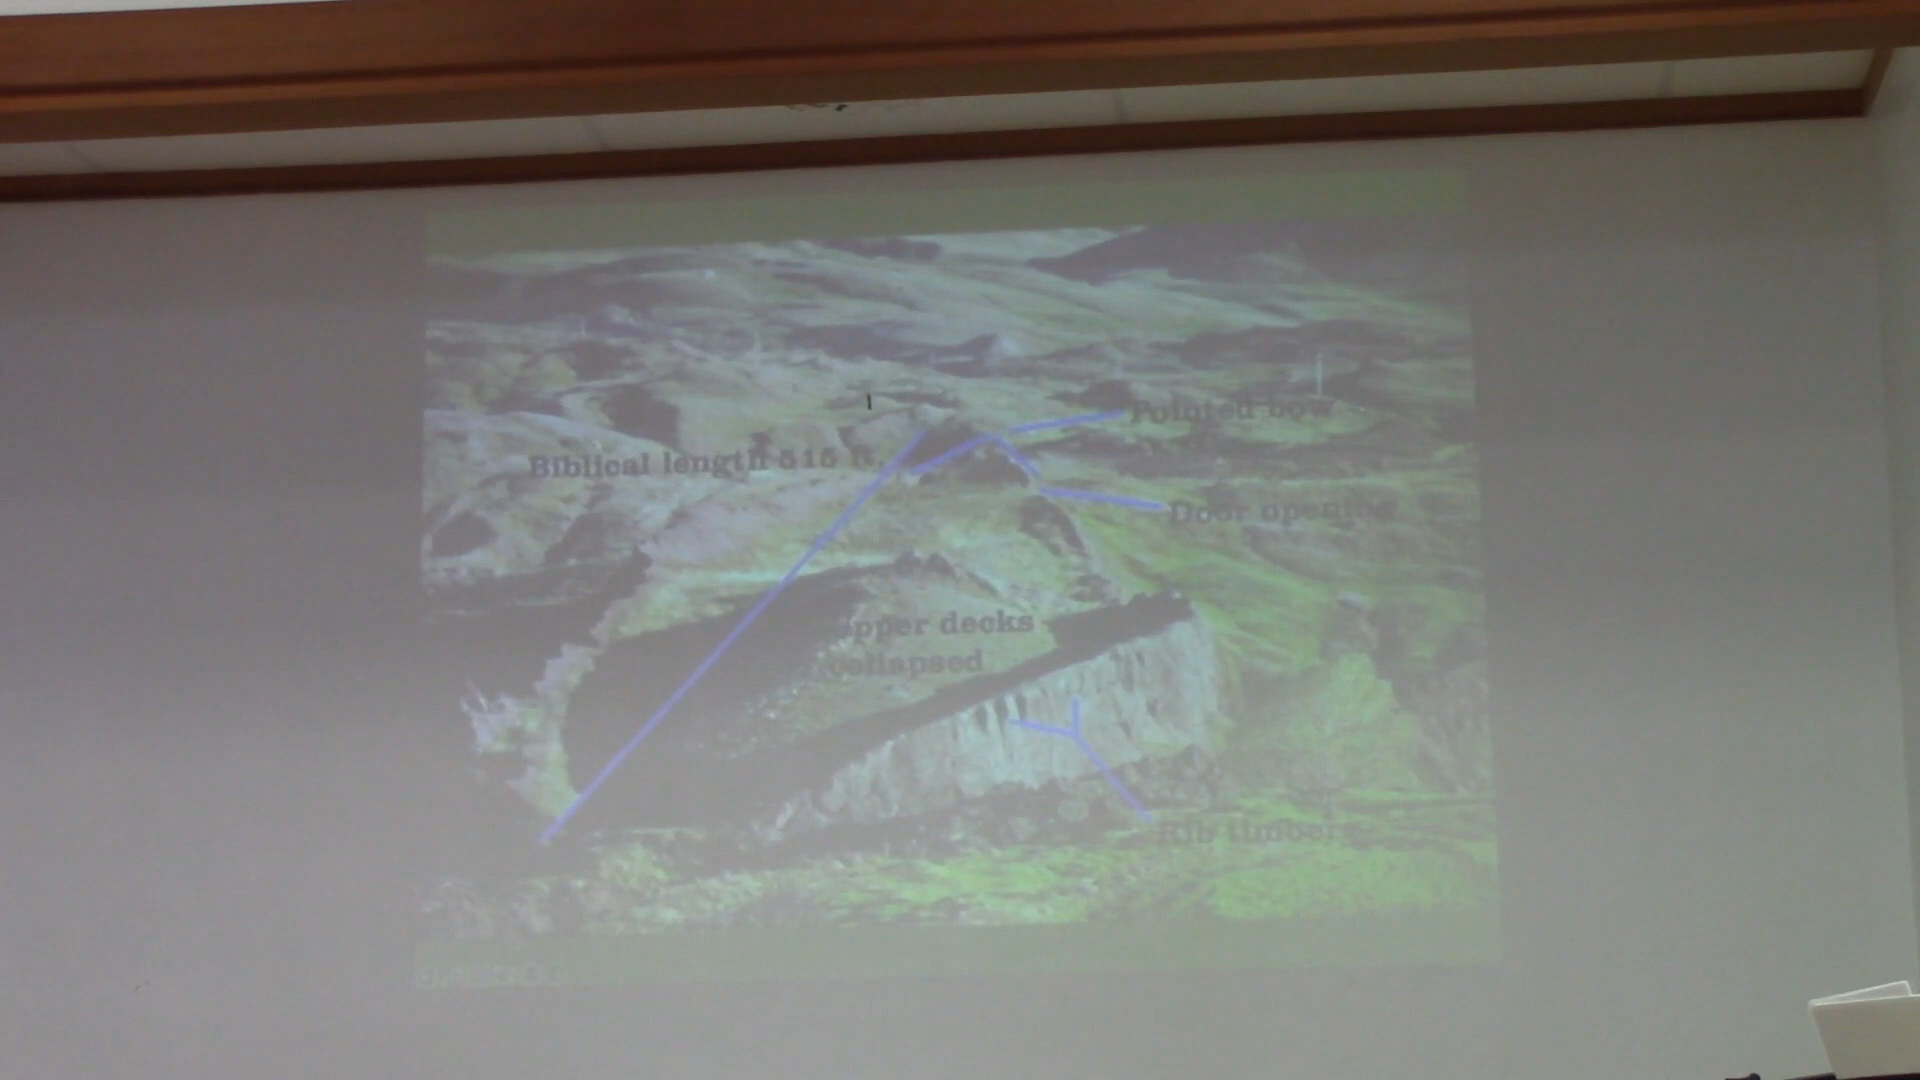 Pointed bow
Biblical length 515 ft.
Door opening
Upper decks
collapsed
Rib timbers